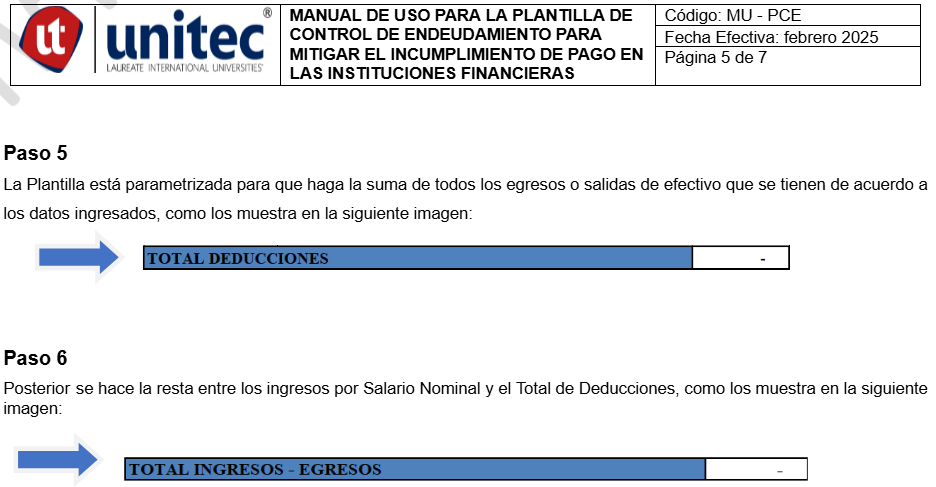 ut unitec®
LAUREATE INTERNATIONAL UNIVERSITIES
MANUAL DE USO PARA LA PLANTILLA DE
CONTROL DE ENDEUDAMIENTO PARA
MITIGAR EL INCUMPLIMIENTO DE PAGO EN
LAS INSTITUCIONES FINANCIERAS
Código: MU - PCE
Fecha Efectiva: febrero 2025
Página 5 de 7
Paso 5
La Plantilla está parametrizada para que haga la suma de todos los egresos o salidas de efectivo que se tienen de acuerdo a
los datos ingresados, como los muestra en la siguiente imagen:
TOTAL DEDUCCIONES -
Paso 6
Posterior se hace la resta entre los ingresos por Salario Nominal y el Total de Deducciones, como los muestra en la siguiente
imagen:
TOTAL INGRESOS - EGRESOS -